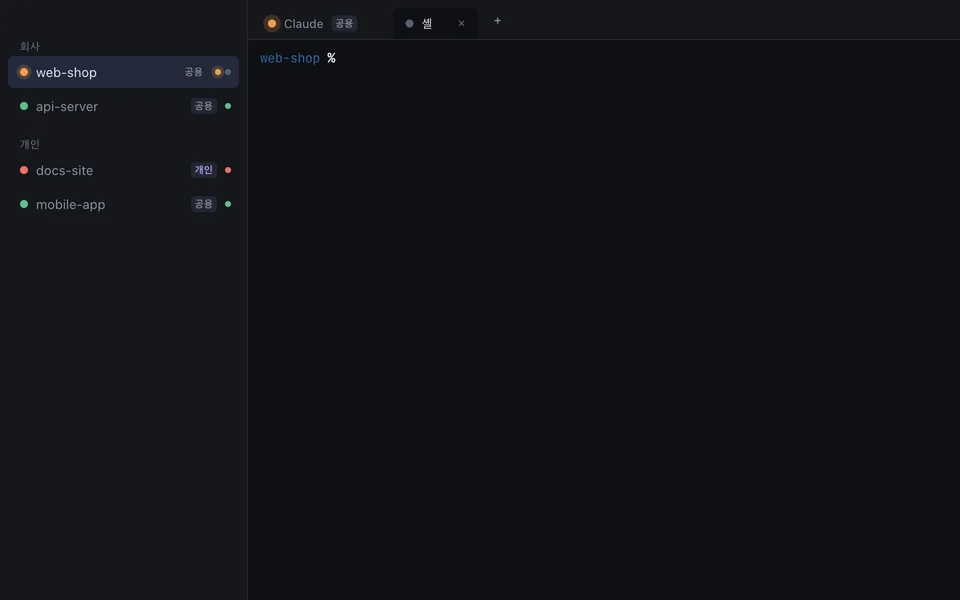 회사
web-shop 공용
api-server 공용
개인
docs-site 개인
mobile-app 공용
Claude 공용 셸 × +
web-shop %